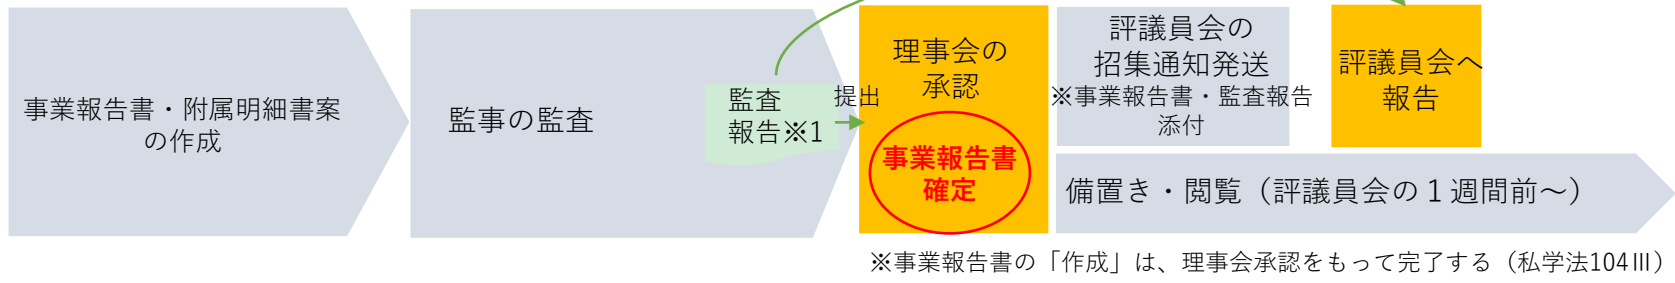 事業報告書・附属明細書案
の作成
監事の監査
監査
報告※1
提出
理事会の
承認
事業報告書
確定
評議員会の
招集通知発送
※事業報告書・監査報告
添付
評議員会へ
報告
備置き・閲覧（評議員会の１週間前～）
※事業報告書の「作成」は、理事会承認をもって完了する（私学法104Ⅲ）